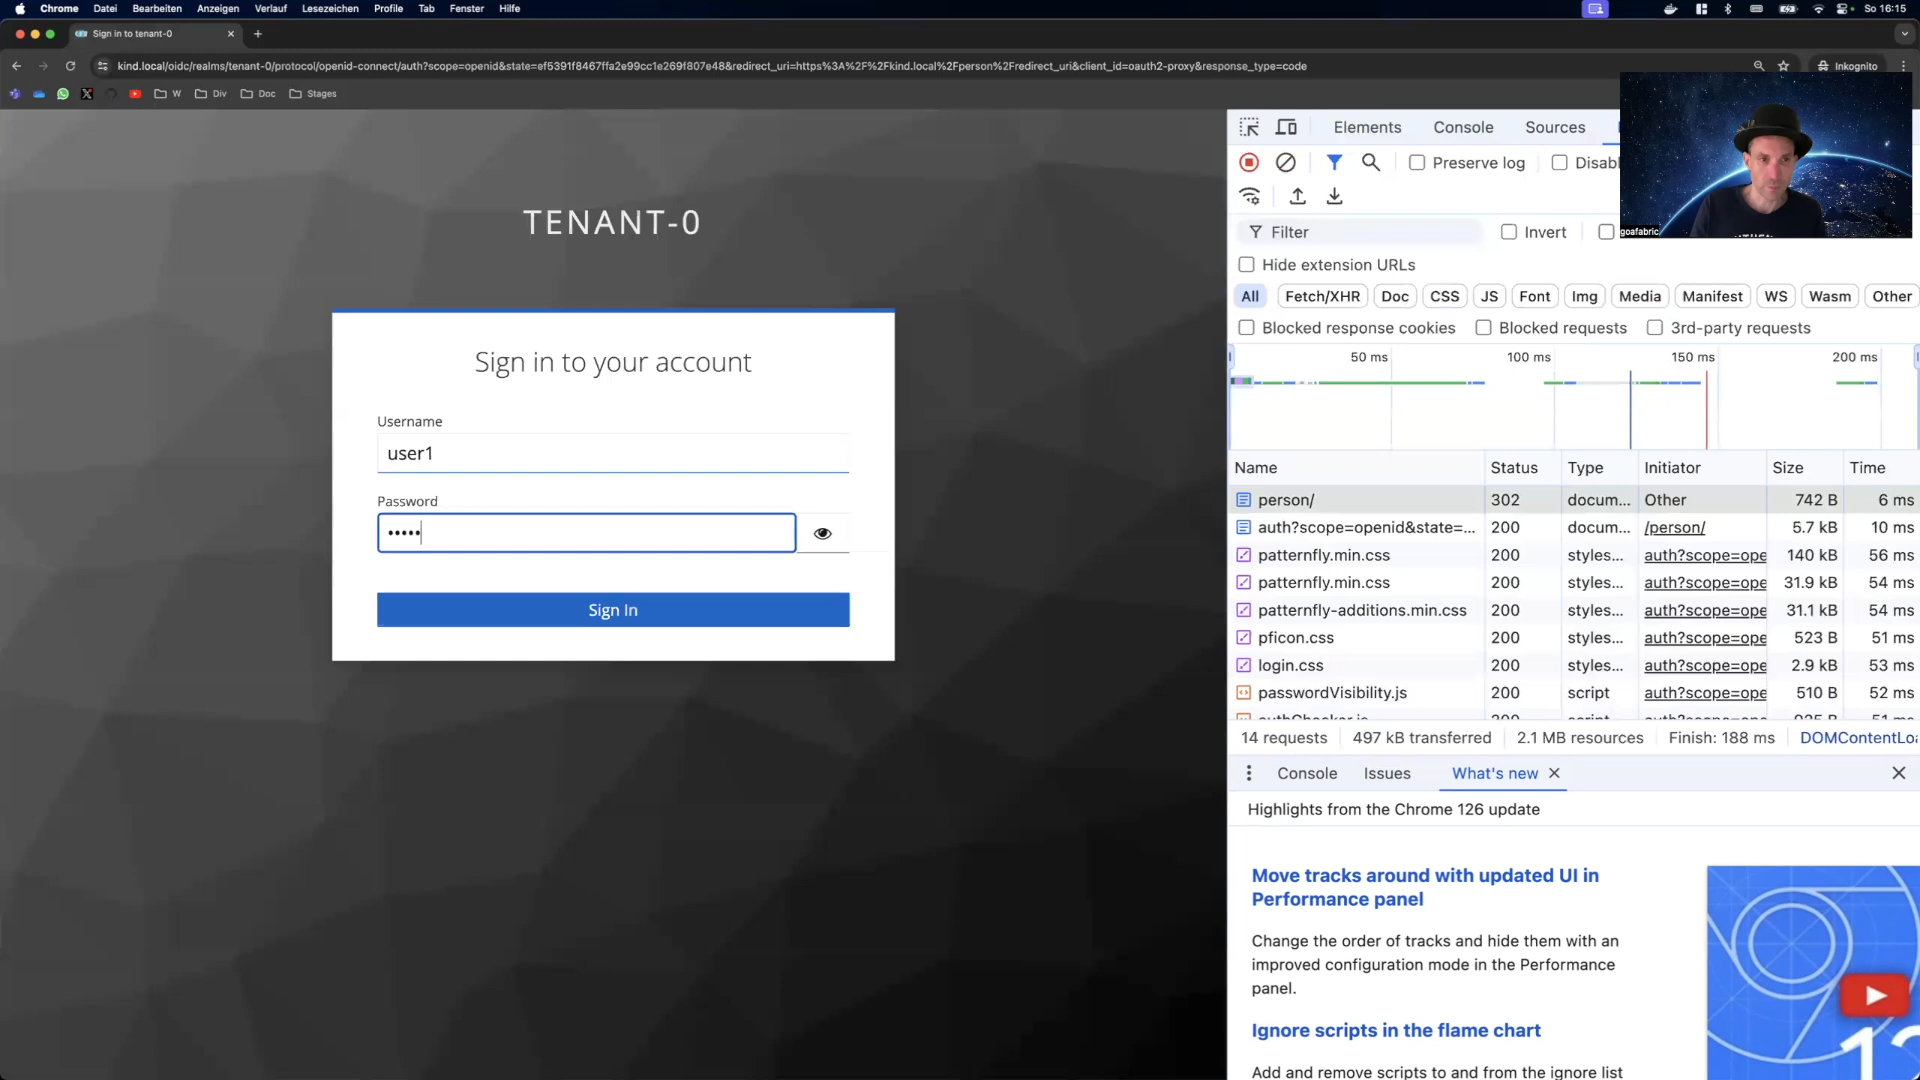 Chrome Datei Bearbeiten Anzeigen Verlauf Lesezeichen Profile Tab Fenster Hilfe So 16:15
Sign in to tenant-0
kind.local/oidc/realms/tenant-0/protocol/openid-connect/auth?scope=openid&state=ef5391f8467ffa2e99cc1e269f807e48&redirect_uri=https%3A%2F%2Fkind.local%2Fperson%2Fredirect_uri&client_id=oauth2-proxy&response_type=code Inkognito
W Div Doc Stages
TENANT-0
Sign in to your account
Username
user1
Password
•••••
Sign In
Elements Console Sources
Preserve log Disabl
Filter Invert
goafabric
Hide extension URLs
All Fetch/XHR Doc CSS JS Font Img Media Manifest WS Wasm Other
Blocked response cookies Blocked requests 3rd-party requests
50 ms 100 ms 150 ms 200 ms
Name Status Type Initiator Size Time
person/ 302 docum... Other 742 B 6 ms
auth?scope=openid&state=... 200 docum... /person/ 5.7 kB 10 ms
patternfly.min.css 200 styles... auth?scope=ope 140 kB 56 ms
patternfly.min.css 200 styles... auth?scope=ope 31.9 kB 54 ms
patternfly-additions.min.css 200 styles... auth?scope=ope 31.1 kB 54 ms
pficon.css 200 styles... auth?scope=ope 523 B 51 ms
login.css 200 styles... auth?scope=ope 2.9 kB 53 ms
passwordVisibility.js 200 script auth?scope=ope 510 B 52 ms
14 requests 497 kB transferred 2.1 MB resources Finish: 188 ms DOMContentLo
Console Issues What's new
Highlights from the Chrome 126 update
Move tracks around with updated UI in
Performance panel
Change the order of tracks and hide them with an
improved configuration mode in the Performance
panel.
Ignore scripts in the flame chart
Add and remove scripts to and from the ignore list